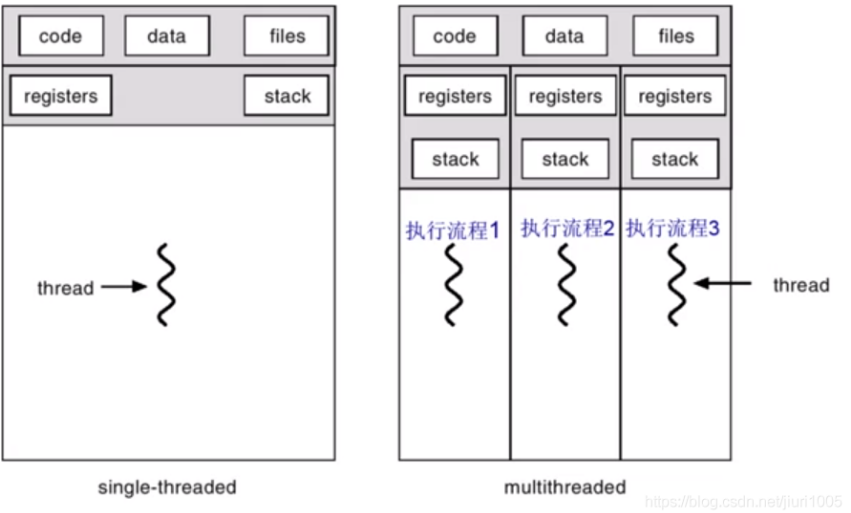 code data files code data files
registers stack registers registers registers
stack stack stack
执行流程1 执行流程2 执行流程3
thread thread
single-threaded multithreaded
https://blog.csdn.net/jiuri1005